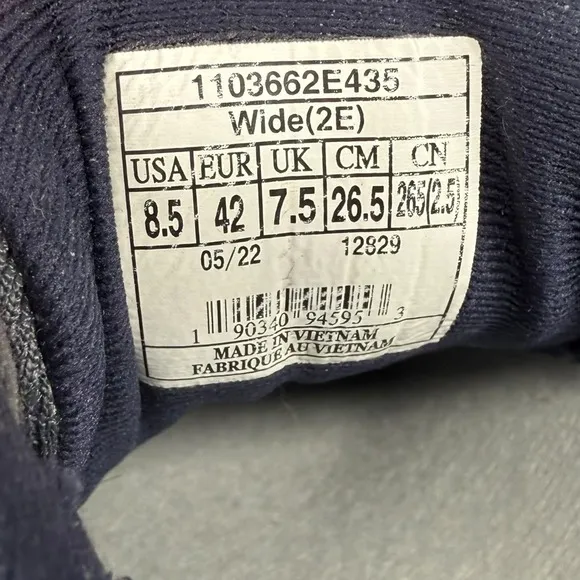 1103662E435
Wide(2E)
USA EUR UK CM CN
8.5 42 7.5 26.5 265(2.5)
05/22 12829
1 90340 94595 3
MADE IN VIETNAM
FABRIQUE AU VIETNAM